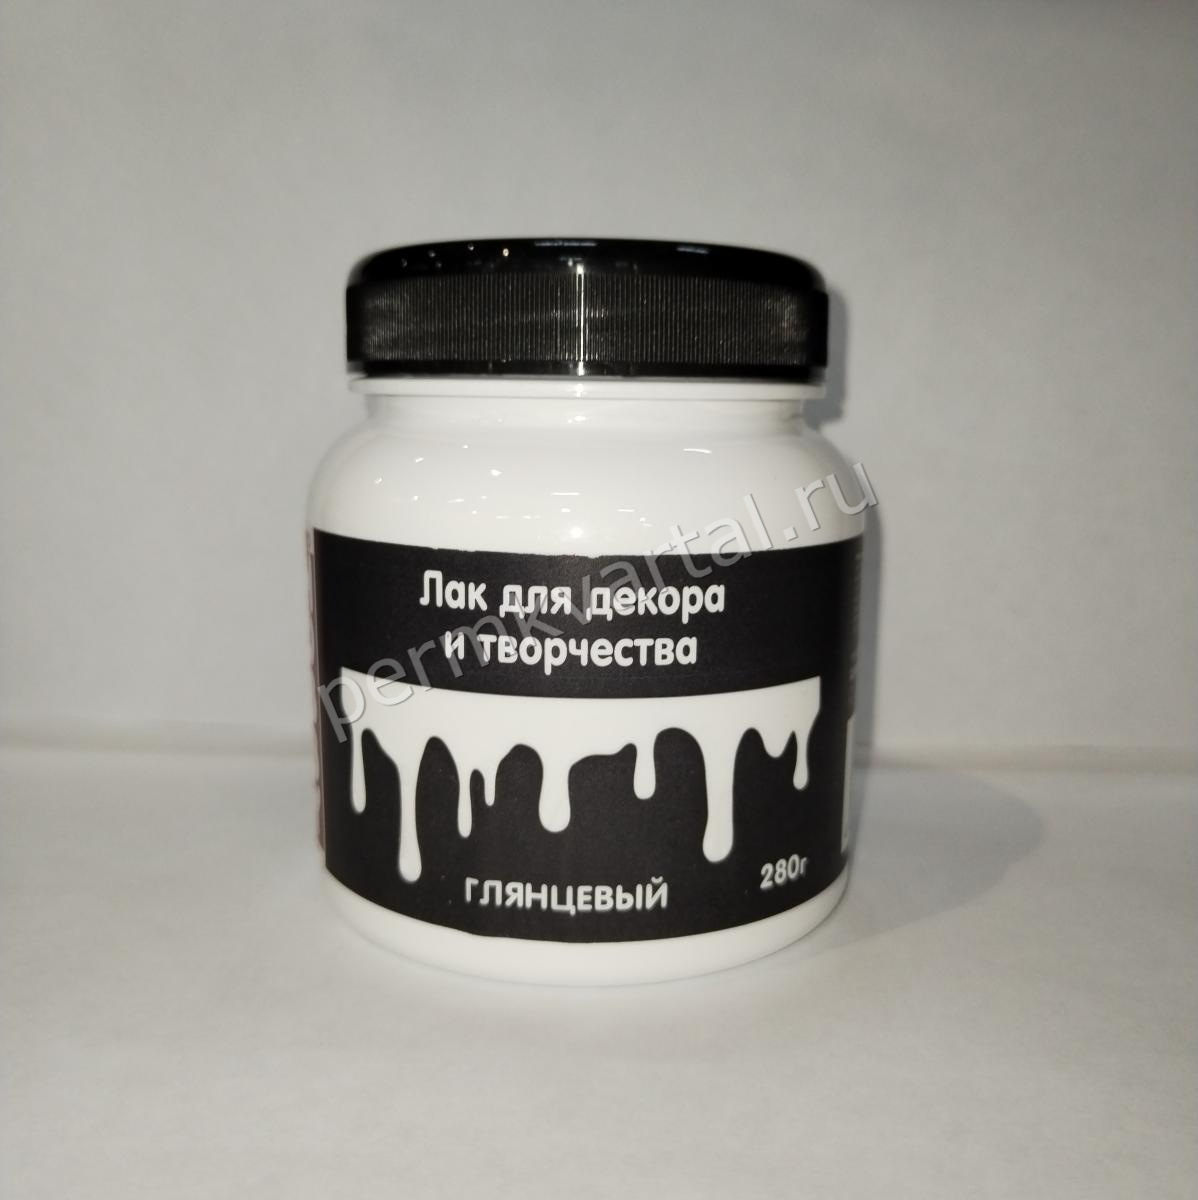 Лак для декора
и творчества
permkvartal.ru
глянцевый
280г